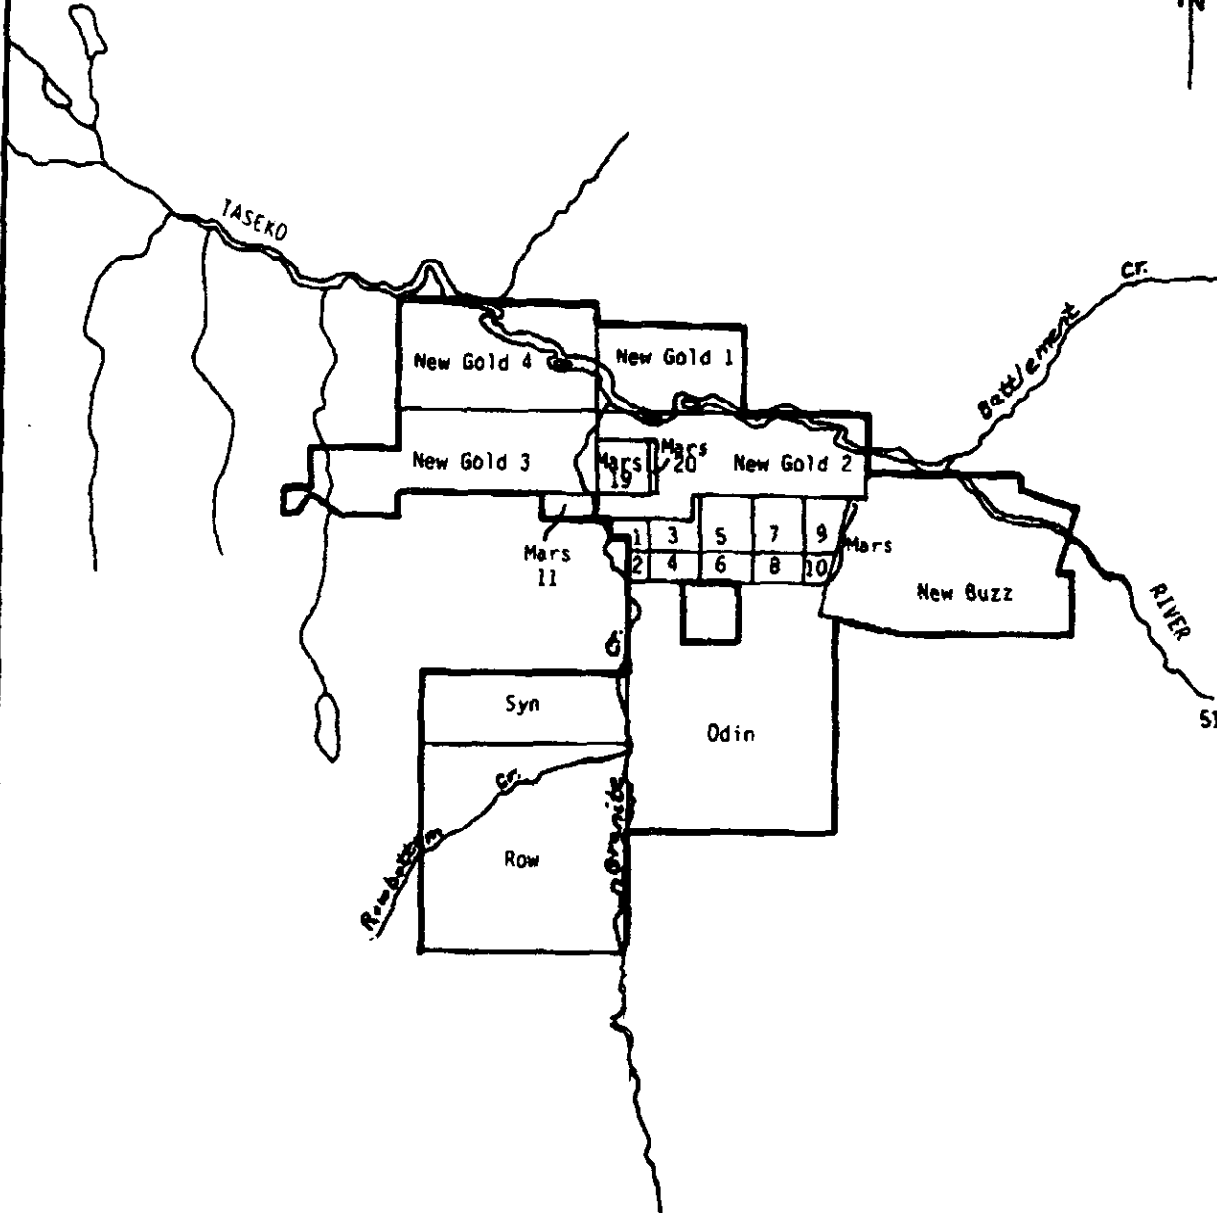 N
TASEKO
Cr.
Battlement
New Gold 4
New Gold 1
New Gold 3
Mars
19
Mars
20
New Gold 2
1 3 5 7 9
Mars
2 4 6 8 10
Mars
11
New Buzz
RIVER
Cr.
Syn
51
Odin
Cr.
Granite
Rowbottom
Row